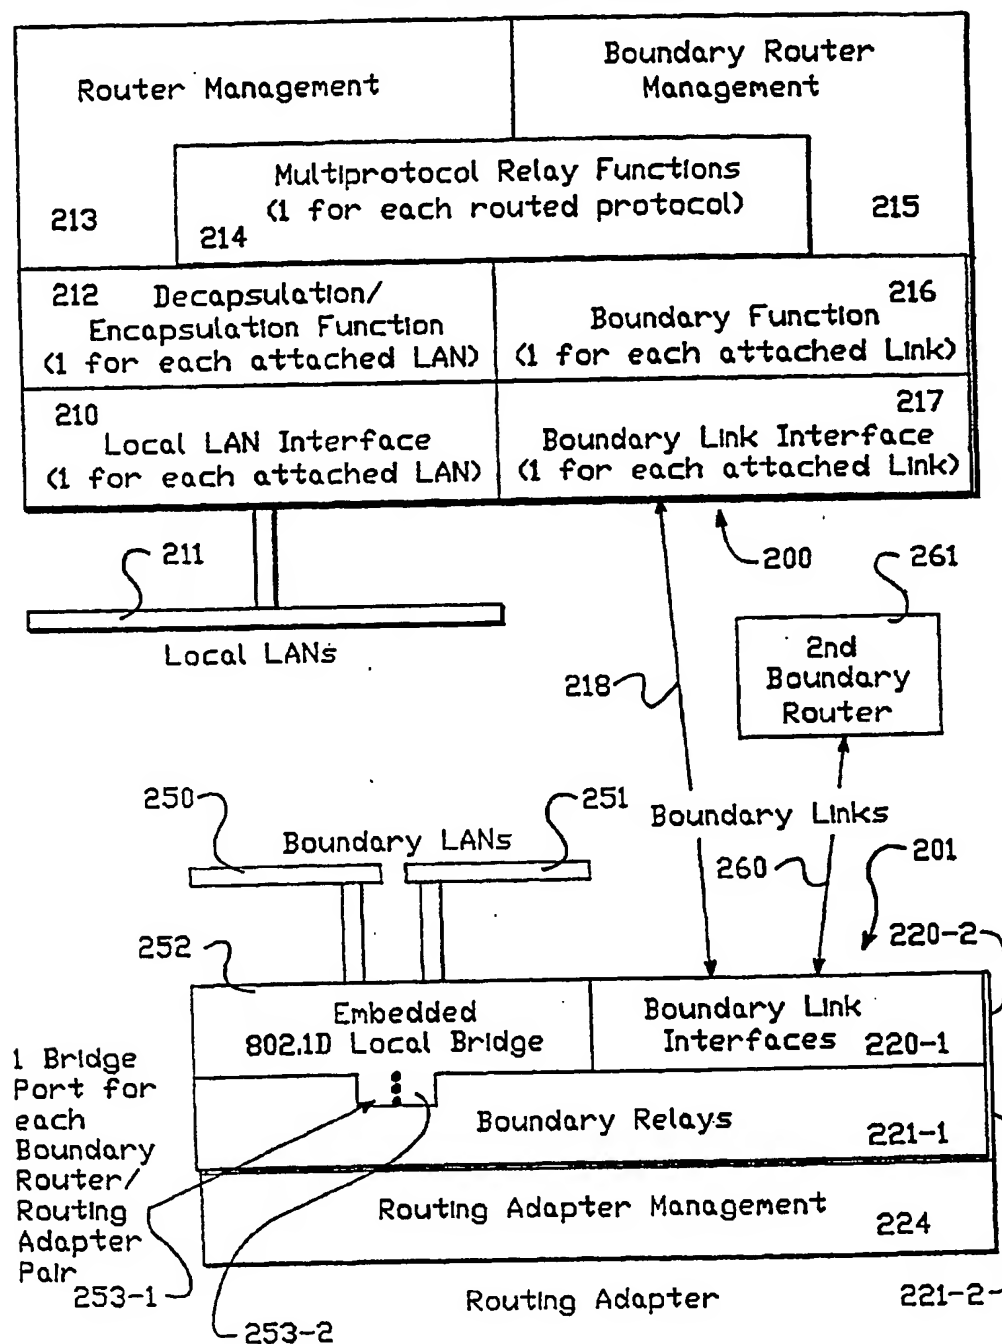 Router Management
Boundary Router
Management
Multiprotocol Relay Functions
(1 for each routed protocol)
213
214
215
212 Decapsulation/
Encapsulation Function
(1 for each attached LAN)
216
Boundary Function
(1 for each attached Link)
210
Local LAN Interface
(1 for each attached LAN)
217
Boundary Link Interface
(1 for each attached Link)
211
200
261
Local LANs
2nd
Boundary
Router
218
250
251
Boundary LANs
Boundary Links
260
201
252
220-2
Embedded
802.1D Local Bridge
Boundary Link
Interfaces 220-1
1 Bridge
Port for
each
Boundary
Router/
Routing
Adapter
Pair
Boundary Relays
221-1
Routing Adapter Management
224
253-1
253-2
Routing Adapter
221-2